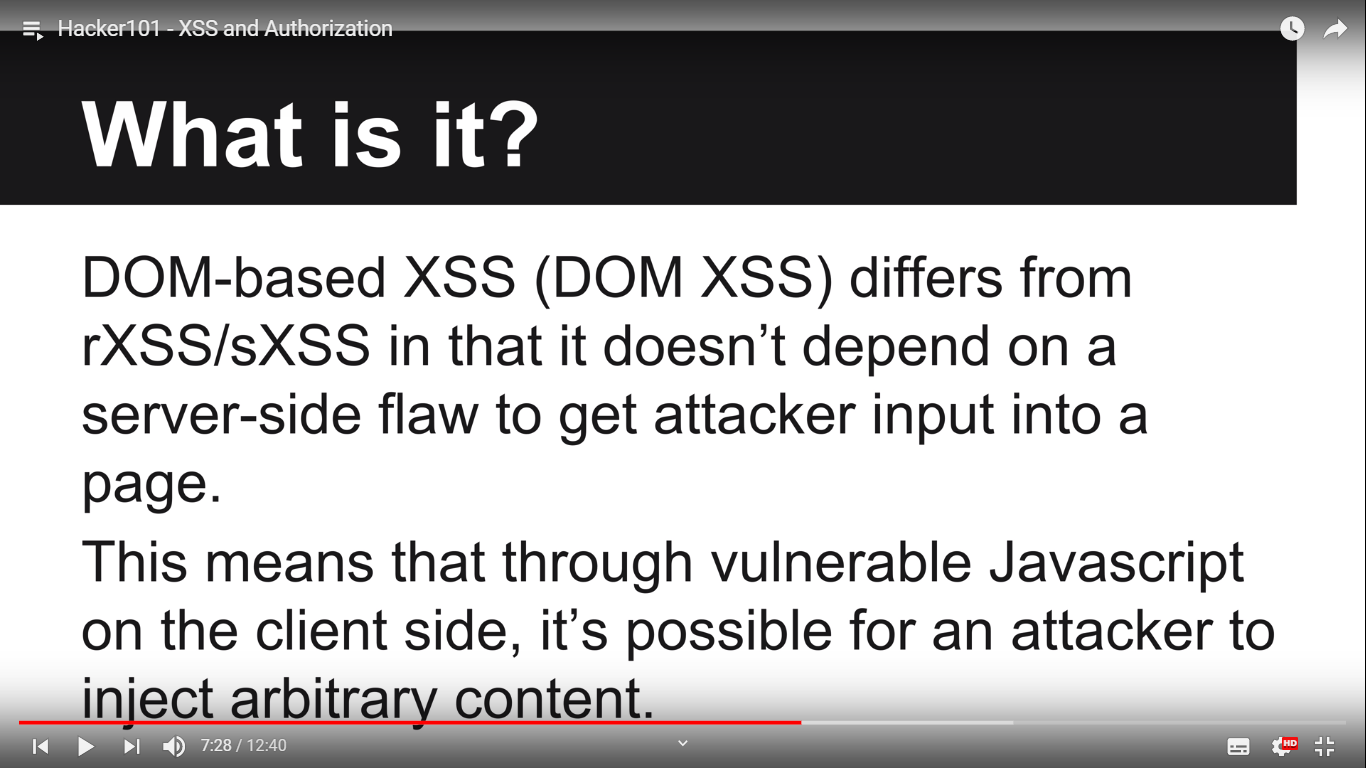 Hacker101 - XSS and Authorization
What is it?
DOM-based XSS (DOM XSS) differs from
rXSS/sXSS in that it doesn’t depend on a
server-side flaw to get attacker input into a
page.
This means that through vulnerable Javascript
on the client side, it’s possible for an attacker to
inject arbitrary content.
7:28 / 12:40
HD